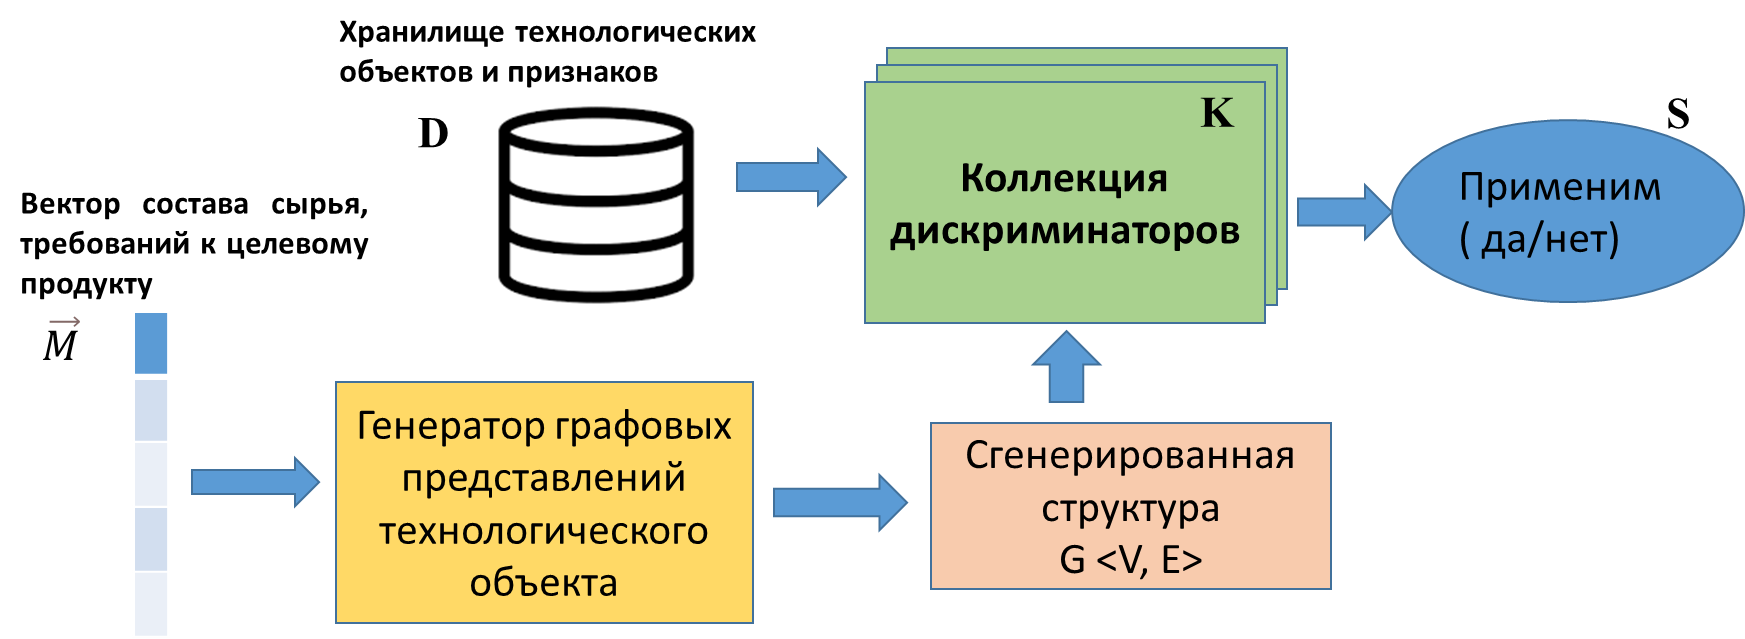 Хранилище технологических
объектов и признаков
D
K
Коллекция
дискриминаторов
S
Применим
( да/нет)
Вектор состава сырья,
требований к целевому
продукту
M
Генератор графовых
представлений
технологического
объекта
Сгенерированная
структура
G <V, E>